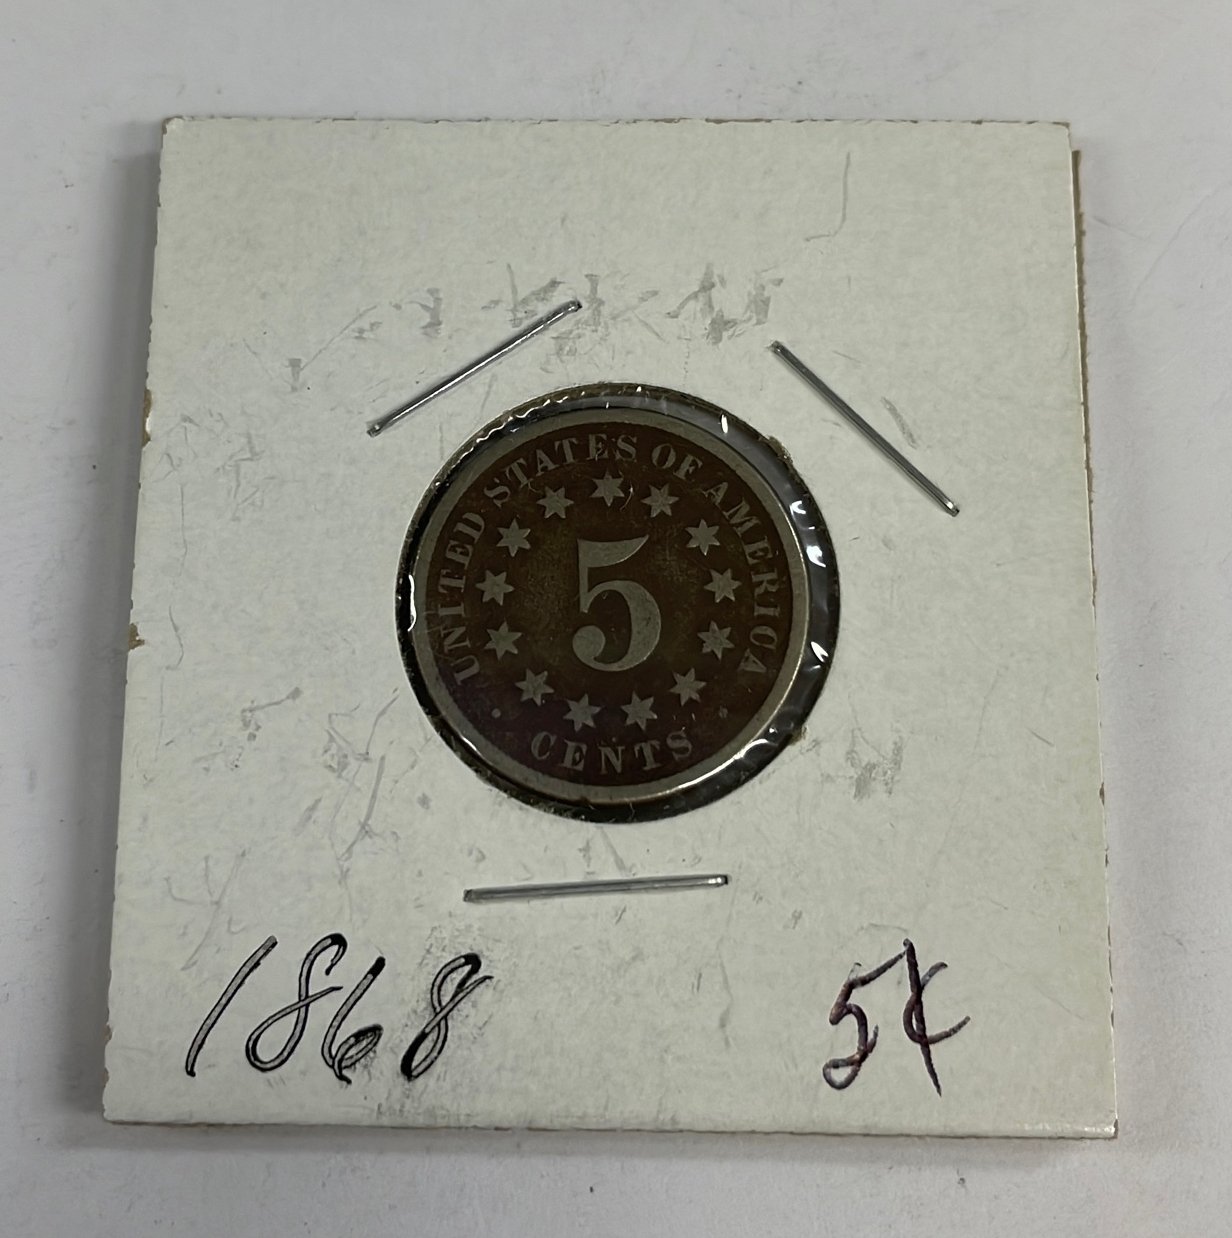 UNITED STATES OF AMERICA
5
CENTS
1868 5¢